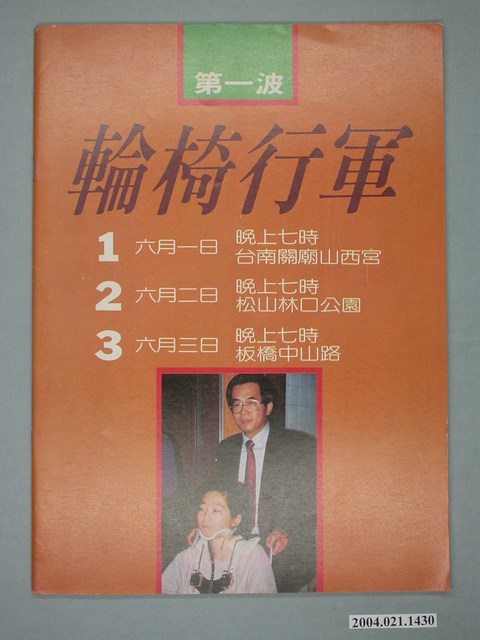 第一波
輪椅行軍
1 六月一日 晚上七時
台南關廟山西宮
2 六月二日 晚上七時
松山林口公園
3 六月三日 晚上七時
板橋中山路
2004.021.1430